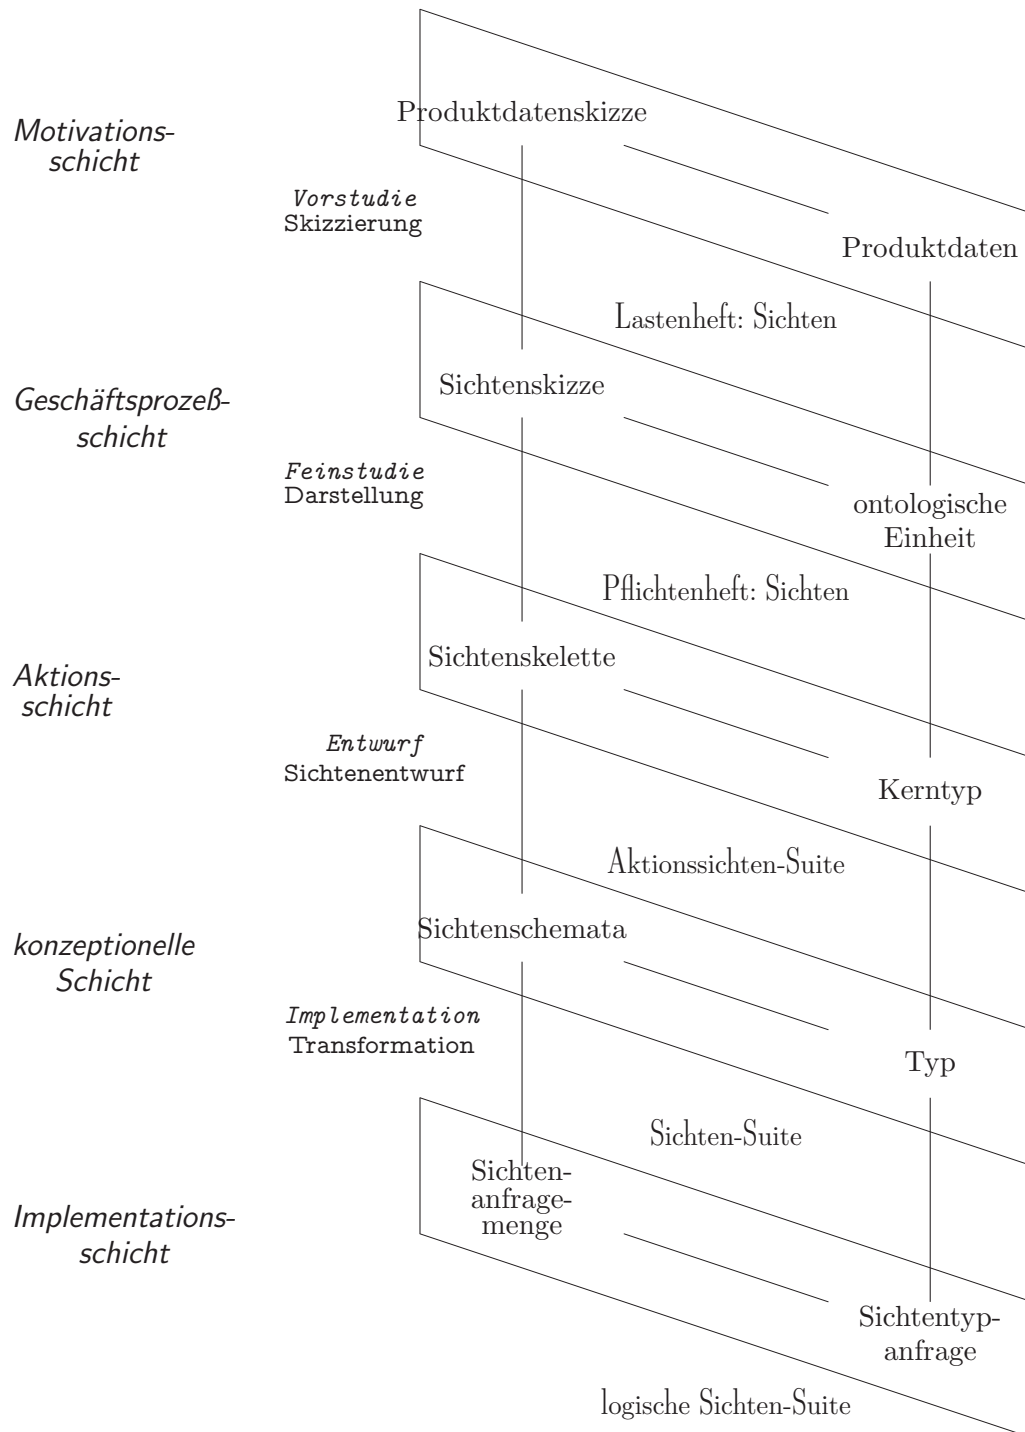 Produktdatenskizze
Motivations-
schicht
Vorstudie
Skizzierung
Produktdaten
Lastenheft: Sichten
Sichtenskizze
Geschäftsprozeß-
schicht
Feinstudie
Darstellung
ontologische
Einheit
Pflichtenheft: Sichten
Sichtenskelette
Aktions-
schicht
Entwurf
Sichtenentwurf
Kerntyp
Aktionssichten-Suite
Sichtenschemata
konzeptionelle
Schicht
Implementation
Transformation
Typ
Sichten-Suite
Sichten-
anfrage-
menge
Implementations-
schicht
Sichtentyp-
anfrage
logische Sichten-Suite